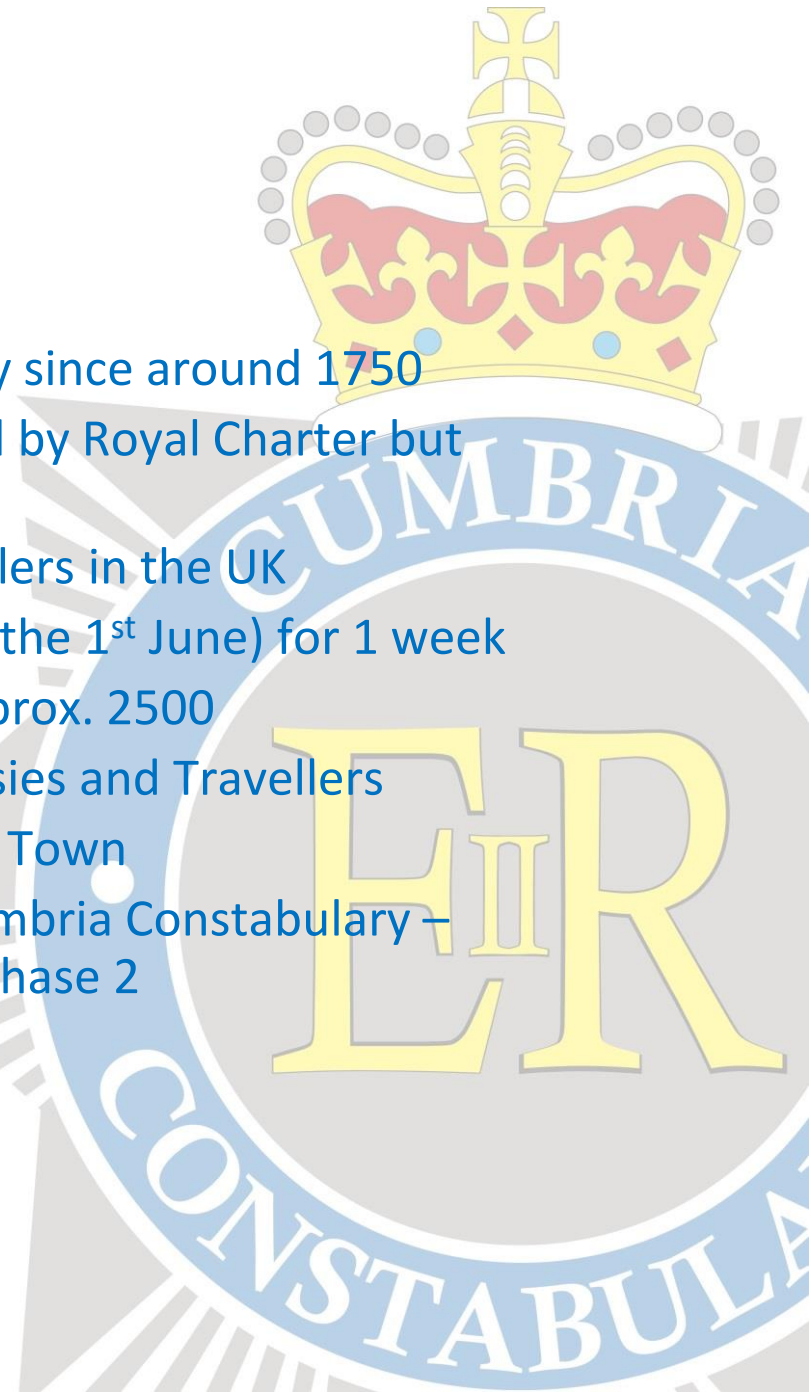 y since around 1750
by Royal Charter but
lers in the UK
the 1st June) for 1 week
prox. 2500
sies and Travellers
Town
mbria Constabulary –
hase 2
CUMBRIA
EIIR
CONSTABULA